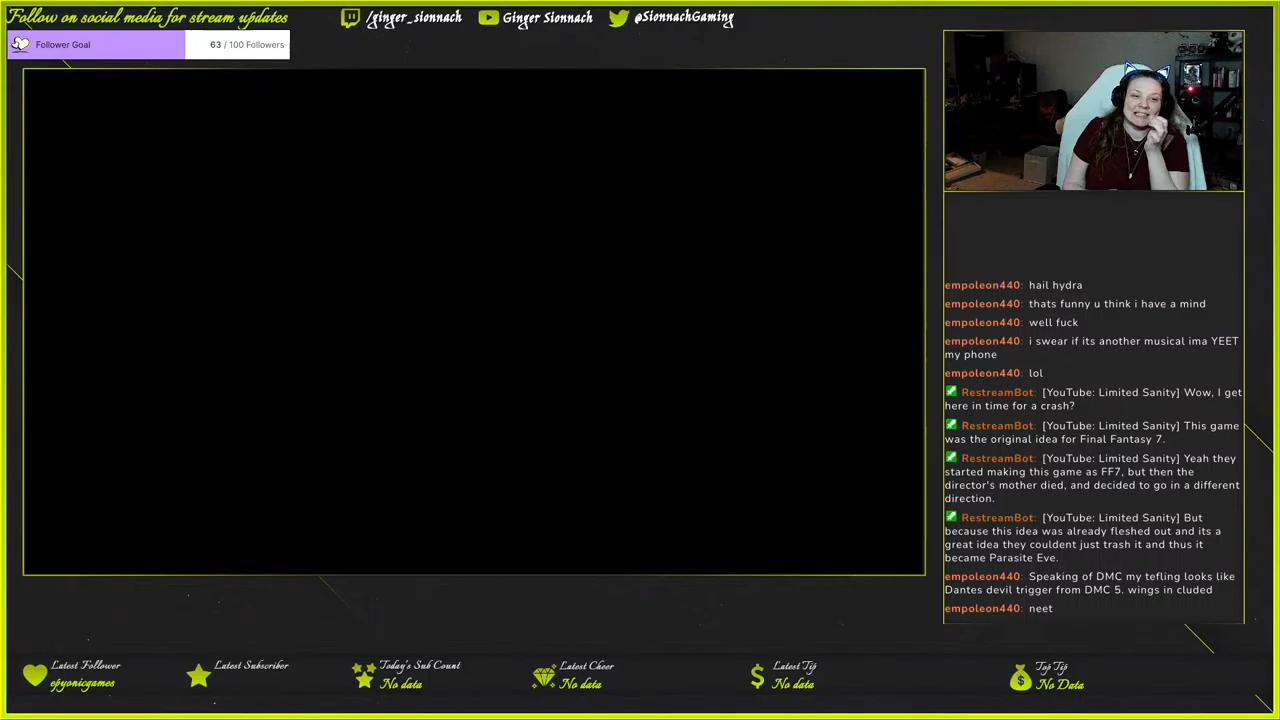 Follow on social media for stream updates
/ginger_sionnach
Ginger Sionnach
@SionnachGaming
Follower Goal
63 / 100 Followers
empoleon440: hail hydra
empoleon440: thats funny u think i have a mind
empoleon440: well fuck
empoleon440: i swear if its another musical ima YEET
my phone
empoleon440: lol
RestreamBot: [YouTube: Limited Sanity] Wow, I get
here in time for a crash?
RestreamBot: [YouTube: Limited Sanity] This game
was the original idea for Final Fantasy 7.
RestreamBot: [YouTube: Limited Sanity] Yeah they
started making this game as FF7, but then the
director's mother died, and decided to go in a different
direction.
RestreamBot: [YouTube: Limited Sanity] But
because this idea was already fleshed out and its a
great idea they couldent just trash it and thus it
became Parasite Eve.
empoleon440: Speaking of DMC my tefling looks like
Dantes devil trigger from DMC 5. wings in cluded
empoleon440: neet
Latest Follower
epyonicgames
Latest Subscriber
Today's Sub Count
No data
Latest Cheer
No data
Latest Tip
No data
Top Tip
No Data